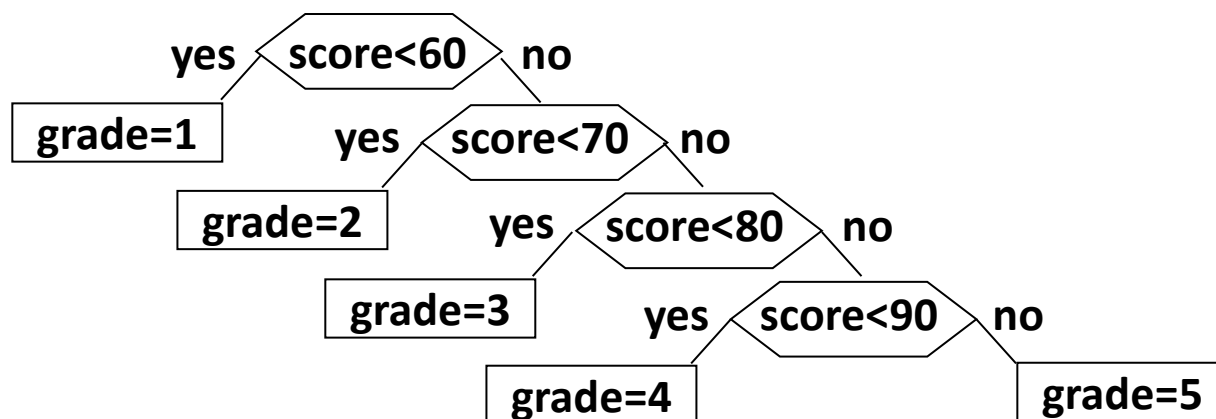 yes score<60 no
grade=1 yes score<70 no
grade=2 yes score<80 no
grade=3 yes score<90 no
grade=4 grade=5